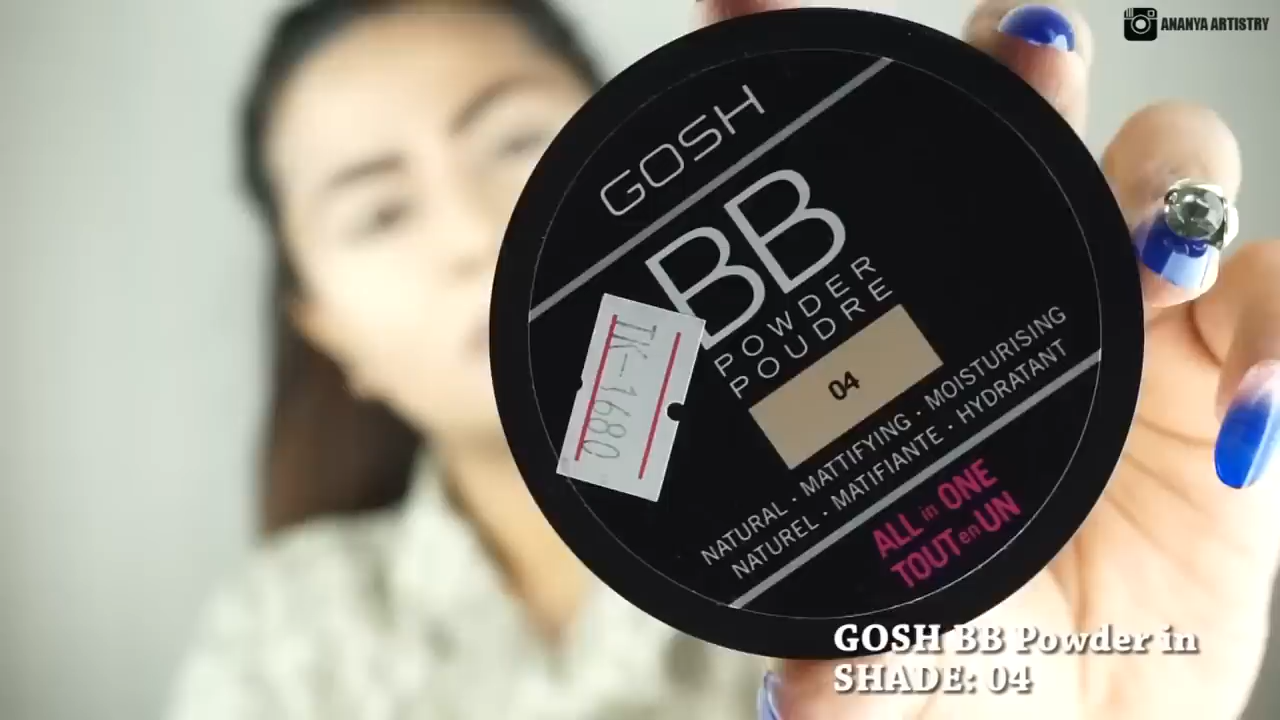 ANANYA ARTISTRY
GOSH
BB
POWDER
POUDRE
04
NATURAL · MATTIFYING · MOISTURISING
NATUREL · MATIFIANTE · HYDRATANT
ALL in ONE
TOUT en UN
TK-1680
GOSH BB Powder in
SHADE: 04